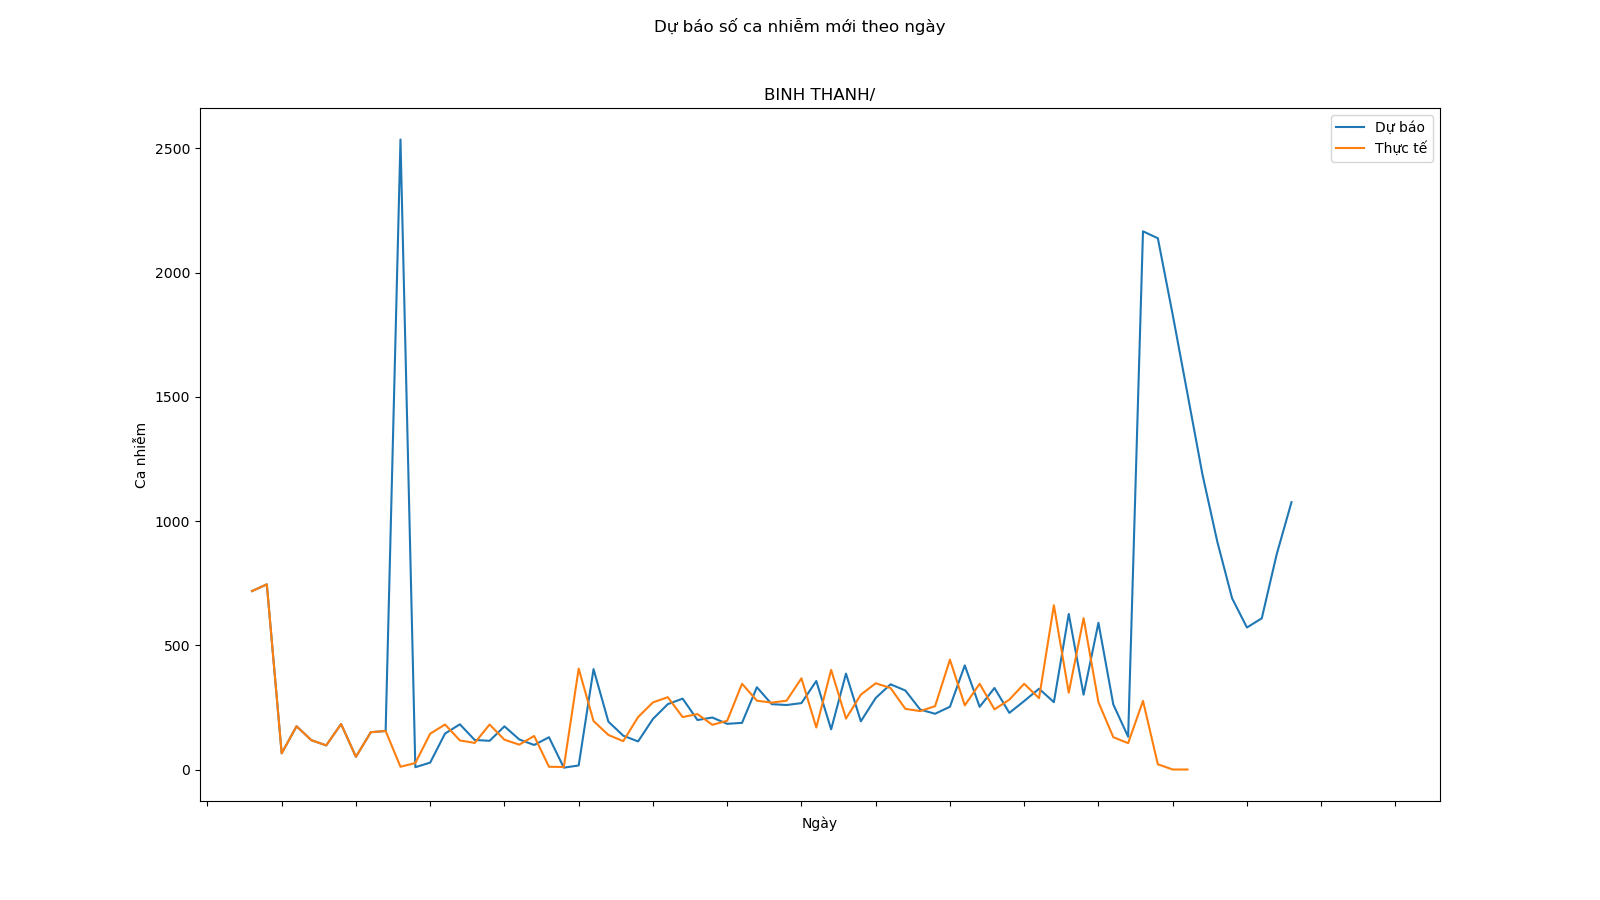 Dự báo số ca nhiễm mới theo ngày
BINH THANH/
Dự báo
Thực tế
2500
2000
1500
1000
500
0
Ca nhiễm
Ngày